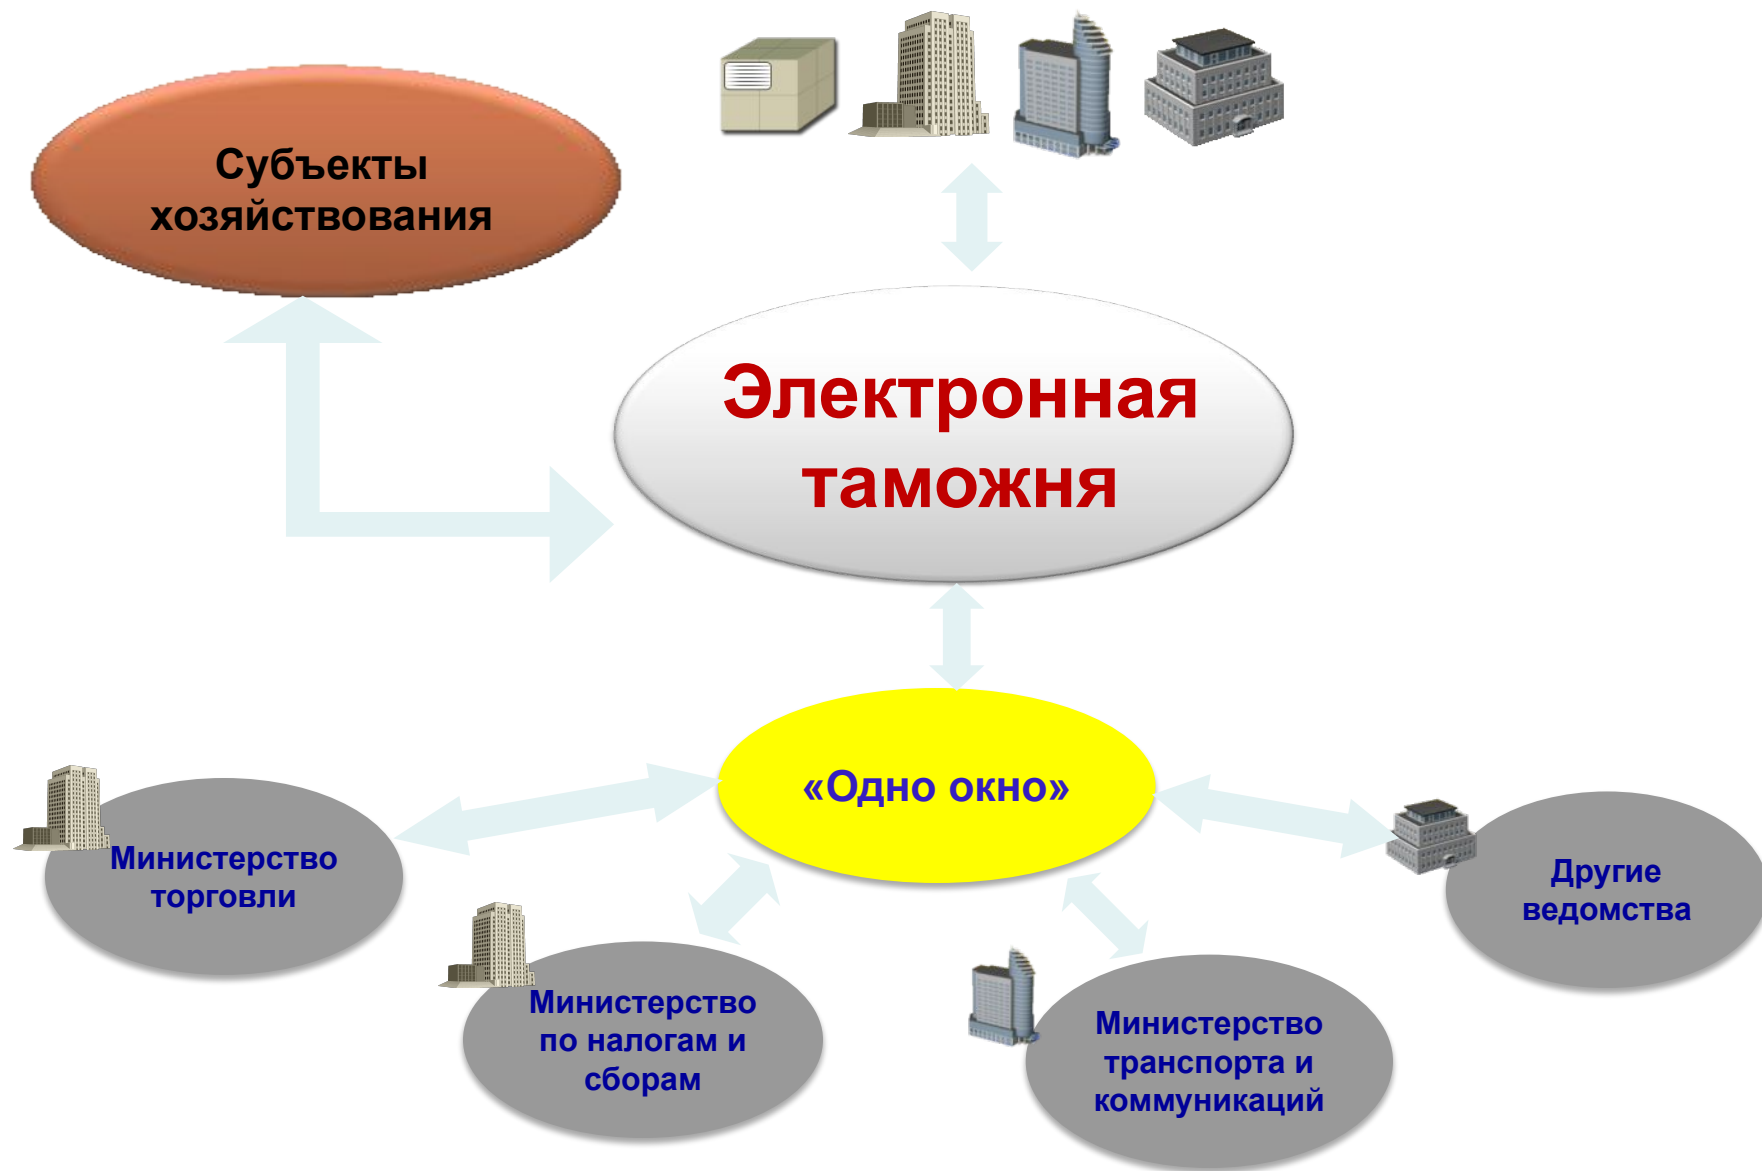 Субъекты
хозяйствования
Электронная
таможня
«Одно окно»
Министерство
торговли
Министерство
по налогам и
сборам
Министерство
транспорта и
коммуникаций
Другие
ведомства